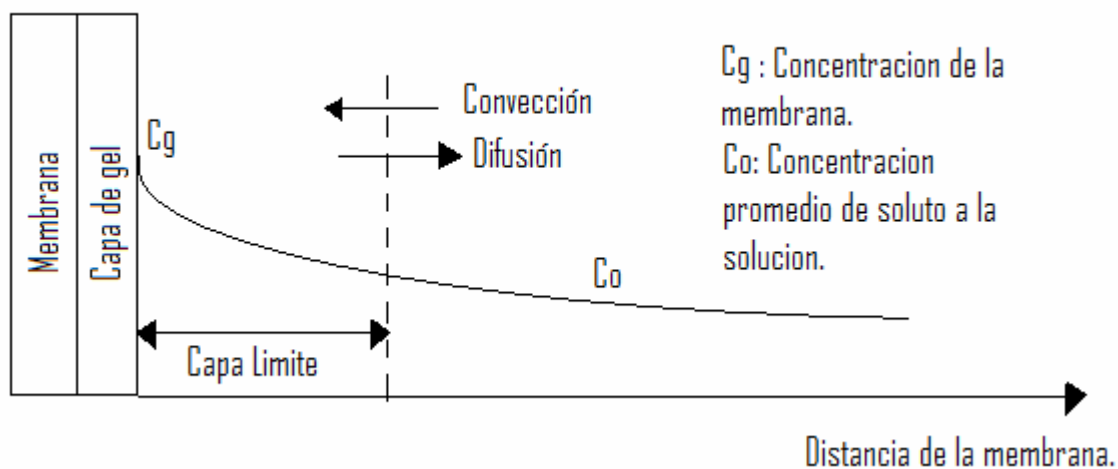 Membrana
Capa de gel
Cg
Convección
Difusión
Co
Capa Limite
Cg : Concentracion de la
membrana.
Co: Concentracion
promedio de soluto a la
solucion.
Distancia de la membrana.